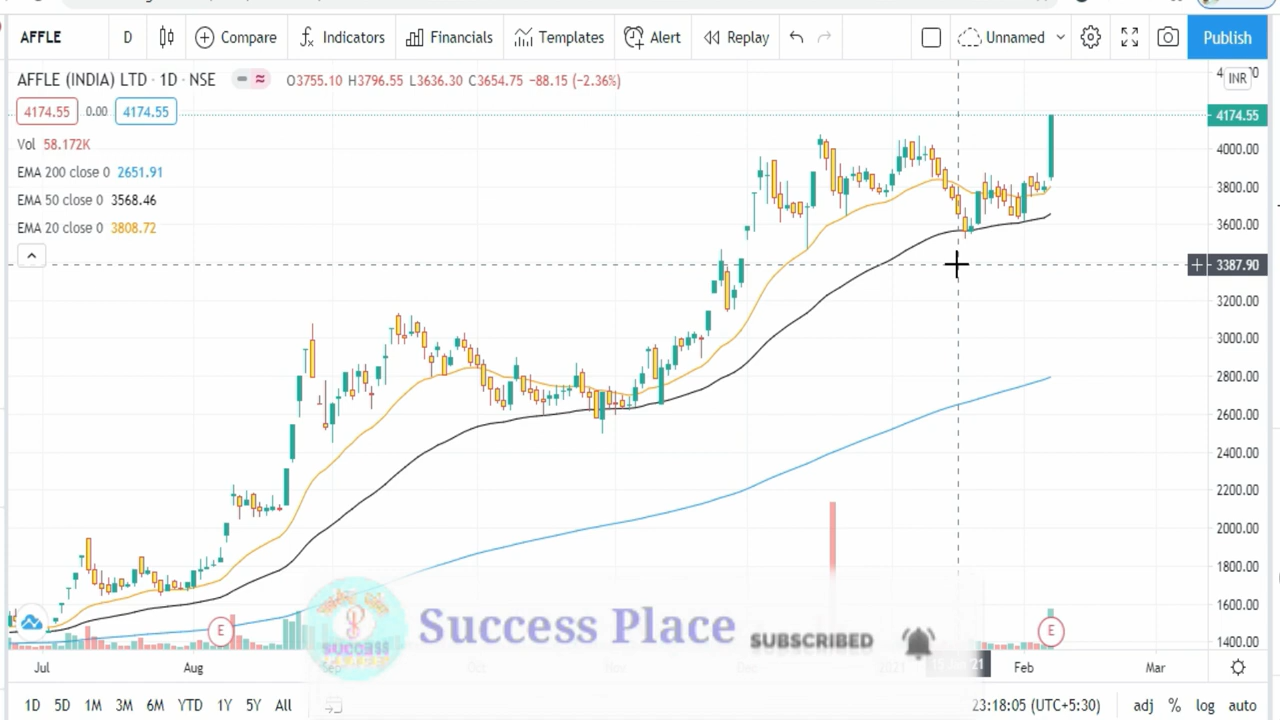 AFFLE D Compare Indicators Financials Templates Alert Replay Unnamed Publish
AFFLE (INDIA) LTD · 1D · NSE O3755.10 H3796.55 L3636.30 C3654.75 −88.15 (−2.36%)
INR
4174.55 0.00 4174.55
4174.55
Vol 58.172K
4000.00
EMA 200 close 0 2651.91
3800.00
EMA 50 close 0 3568.46
3600.00
EMA 20 close 0 3808.72
3387.90
3200.00
3000.00
2800.00
2600.00
2400.00
2200.00
2000.00
1800.00
1600.00
1400.00
E
E
Success Place
SUBSCRIBED
SUCCESS
Jul Aug Feb Mar
1D 5D 1M 3M 6M YTD 1Y 5Y All 23:18:05 (UTC+5:30) adj % log auto